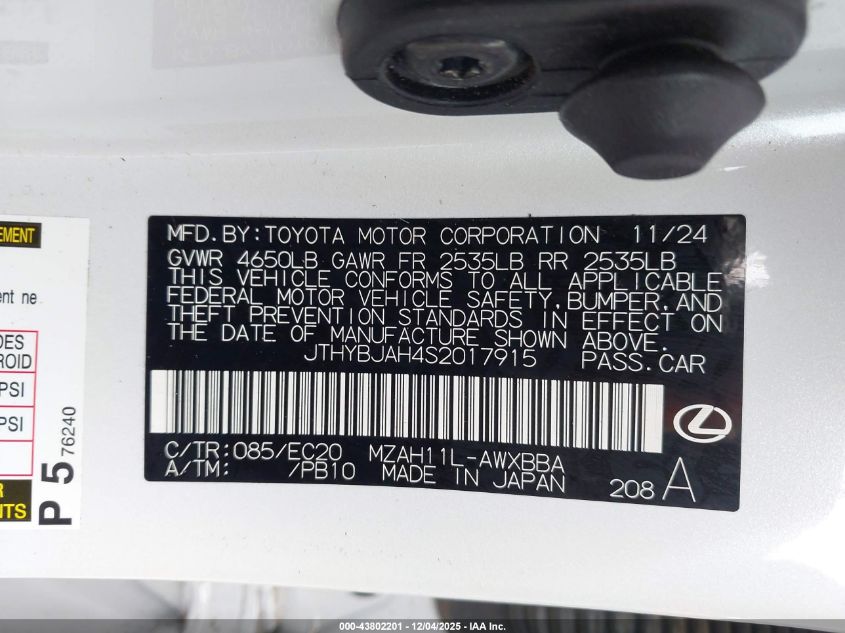 MFD.BY:TOYOTA MOTOR CORPORATION 11/24
GVWR 4650LB GAWR FR 2535LB RR 2535LB
THIS VEHICLE CONFORMS TO ALL APPLICABLE
FEDERAL MOTOR VEHICLE SAFETY,BUMPER,AND
THEFT PREVENTION STANDARDS IN EFFECT ON
THE DATE OF MANUFACTURE SHOWN ABOVE.
JTHYBJAH4S2017915 PASS.CAR
C/TR:085/EC20 MZAH11L-AWXBBA
A/TM: /PB10 MADE IN JAPAN 208 A
EMENT
nt ne
DES
ROID
PSI
PSI
R
NTS
P 5 76240
000-43802201 - 12/04/2025 - IAA Inc.